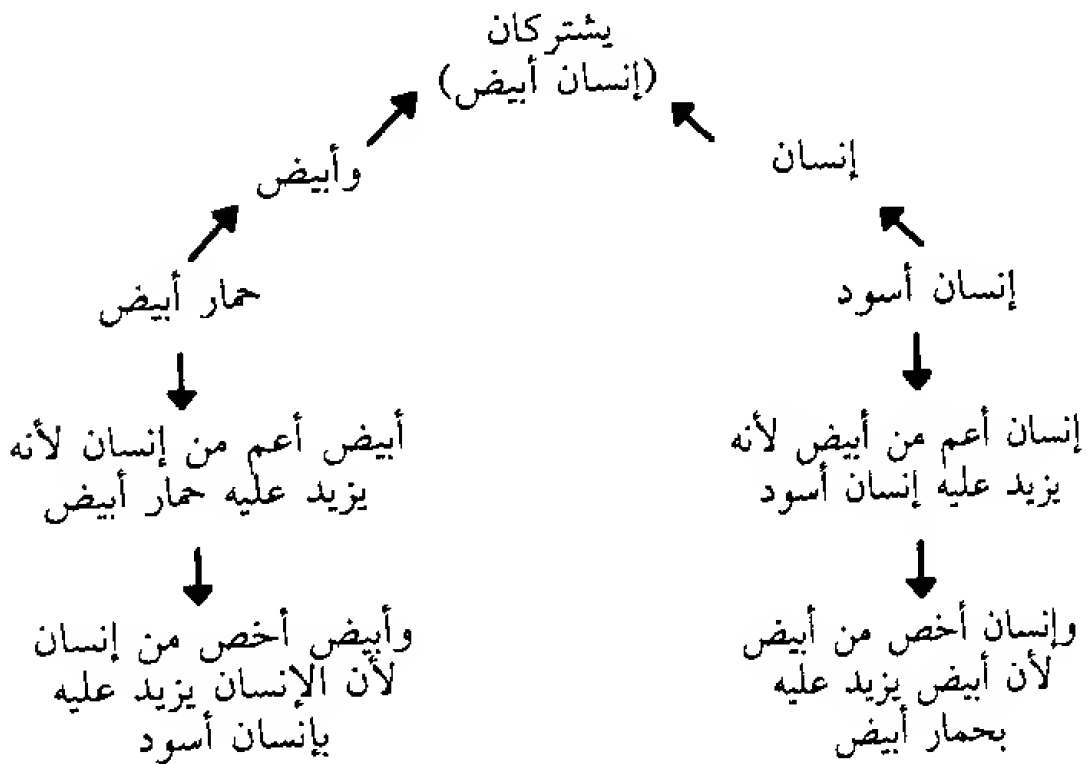 يشتركان
(إنسان أبيض)
إنسان
وأبيض
إنسان أسود
حمار أبيض
إنسان أعم من أبيض لأنه
يزيد عليه إنسان أسود
أبيض أعم من إنسان لأنه
يزيد عليه حمار أبيض
وإنسان أخص من أبيض
لأن أبيض يزيد عليه
بحمار أبيض
وأبيض أخص من إنسان
لأن الإنسان يزيد عليه
بإنسان أسود